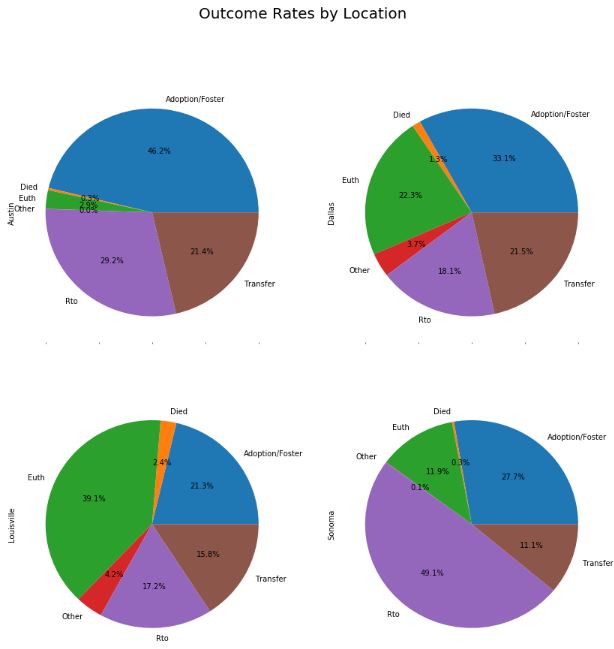 Outcome Rates by Location
Adoption/Foster
46.2%
Died
0.3%
Euth
2.9%
Other
0.0%
Austin
29.2%
Rto
21.4%
Transfer
Adoption/Foster
33.1%
Died
1.3%
Euth
22.3%
Other
3.7%
Dallas
18.1%
Rto
21.5%
Transfer
Died
2.4%
Adoption/Foster
21.3%
Euth
39.1%
Louisville
Other
4.2%
17.2%
Rto
15.8%
Transfer
Died
0.3%
Adoption/Foster
27.7%
Euth
11.9%
Other
0.1%
Sonoma
49.1%
Rto
11.1%
Transfer